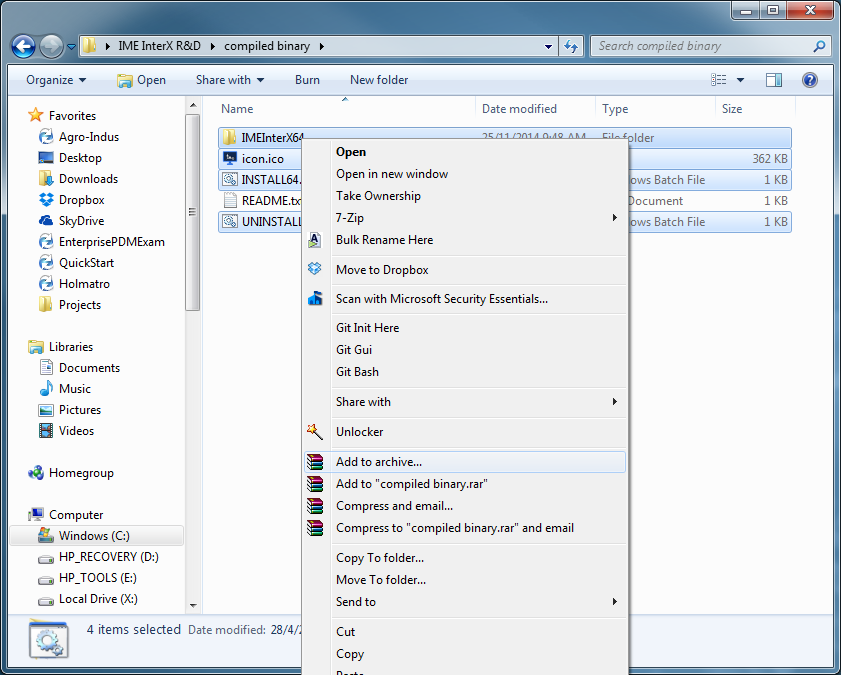 IME InterX R&D compiled binary
Search compiled binary
Organize Open Share with Burn New folder
Name Date modified Type Size
Favorites
Agro-Indus
Desktop
Downloads
Dropbox
SkyDrive
EnterprisePDMExam
QuickStart
Holmatro
Projects
Libraries
Documents
Music
Pictures
Videos
Homegroup
Computer
Windows (C:)
HP_RECOVERY (D:)
HP_TOOLS (E:)
Local Drive (X:)
IMEInterX64 25/11/2014 9:48 AM File folder
icon.ico 362 KB
INSTALL64. ows Batch File 1 KB
README.txt Document 1 KB
UNINSTALL ows Batch File 1 KB
Open
Open in new window
Take Ownership
7-Zip
Bulk Rename Here
Move to Dropbox
Scan with Microsoft Security Essentials...
Git Init Here
Git Gui
Git Bash
Share with
Unlocker
Add to archive...
Add to "compiled binary.rar"
Compress and email...
Compress to "compiled binary.rar" and email
Copy To folder...
Move To folder...
Send to
Cut
Copy
Paste
4 items selected Date modified: 28/4/2